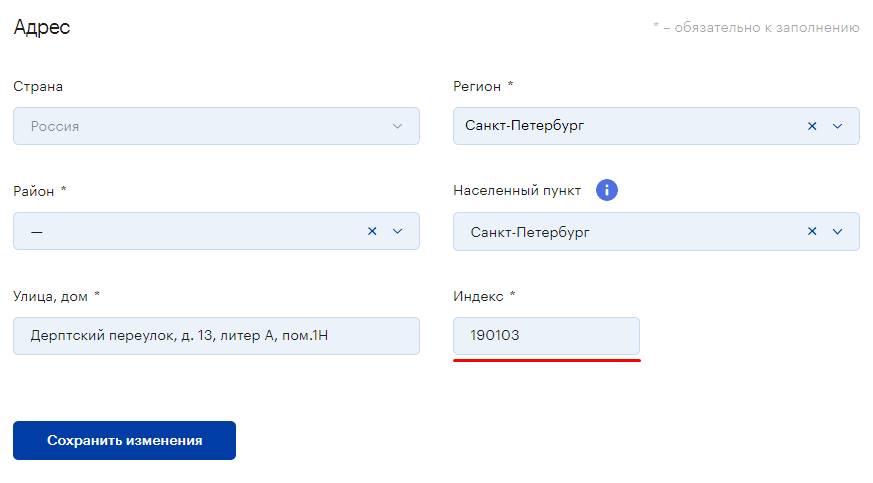 Адрес
* – обязательно к заполнению
Страна
Регион *
Россия
Санкт-Петербург
Район *
Населенный пункт
—
Санкт-Петербург
Улица, дом *
Индекс *
Дерптский переулок, д. 13, литер А, пом.1Н
190103
Сохранить изменения